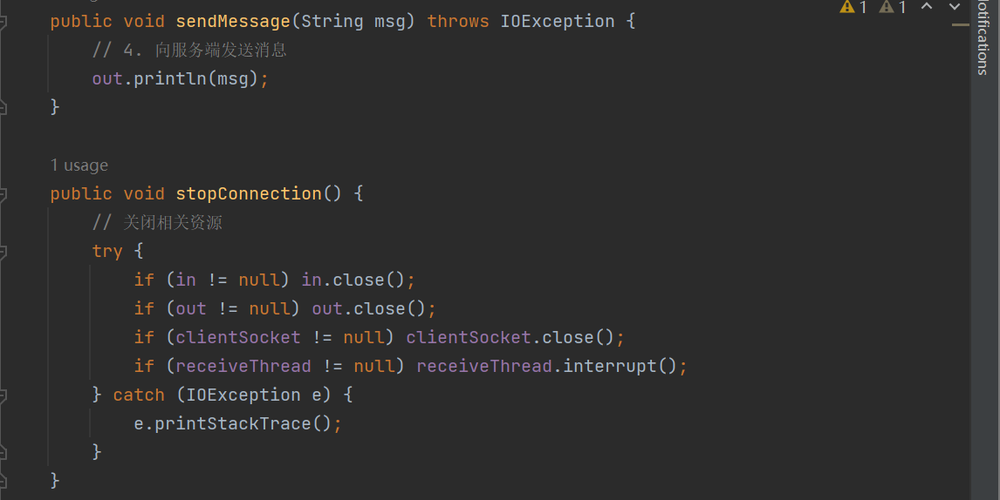 public void sendMessage(String msg) throws IOException {
// 4. 向服务端发送消息
out.println(msg);
}
1 usage
public void stopConnection() {
// 关闭相关资源
try {
if (in != null) in.close();
if (out != null) out.close();
if (clientSocket != null) clientSocket.close();
if (receiveThread != null) receiveThread.interrupt();
} catch (IOException e) {
e.printStackTrace();
}
}
1 1
Notifications